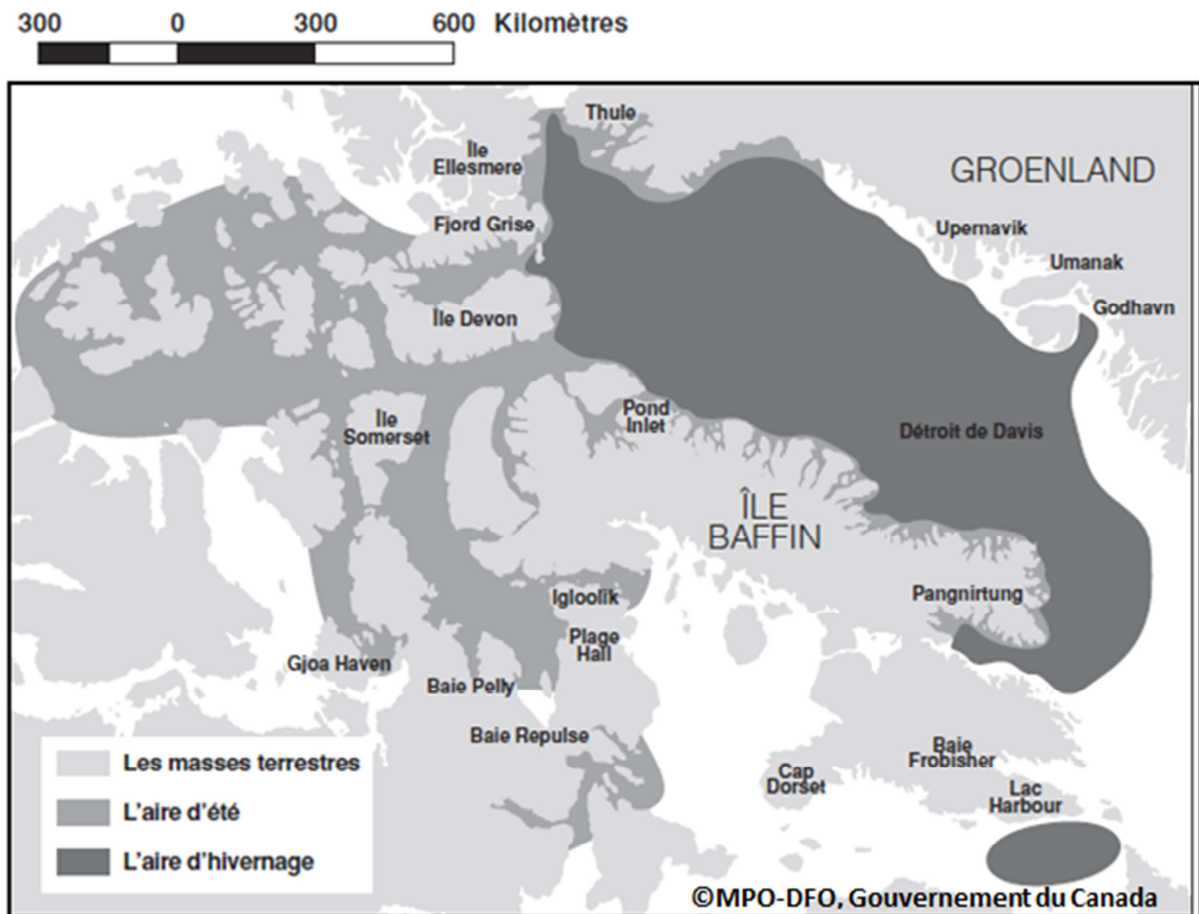 300 0 300 600 Kilomètres
Thule
Île
Ellesmere
GROENLAND
Fjord Grise
Upernavik
Umanak
Godhavn
Île Devon
Île
Somerset
Pond
Inlet
Détroit de Davis
ÎLE
BAFFIN
Igloolik
Pangnirtung
Plage
Hall
Gjoa Haven
Baie Pelly
Baie Repulse
Baie
Frobisher
Cap
Dorset
Lac
Harbour
Les masses terrestres
L'aire d'été
L'aire d'hivernage
©MPO-DFO, Gouvernement du Canada